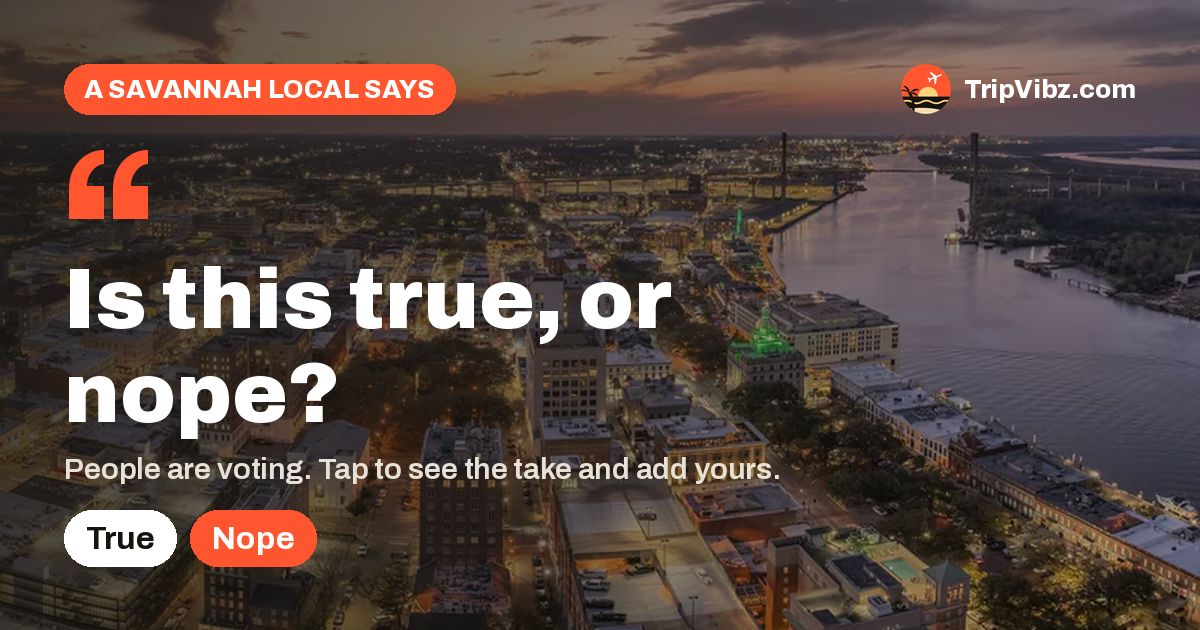 A SAVANNAH LOCAL SAYS
TripVibz.com
“
Is this true, or
nope?
People are voting. Tap to see the take and add yours.
True
Nope